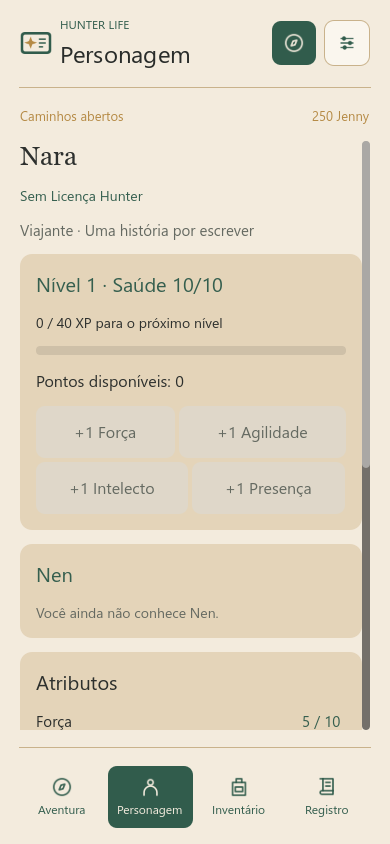 HUNTER LIFE
Personagem
Caminhos abertos
250 Jenny
Nara
Sem Licença Hunter
Viajante · Uma história por escrever
Nível 1 · Saúde 10/10
0 / 40 XP para o próximo nível
Pontos disponíveis: 0
+1 Força
+1 Agilidade
+1 Intelecto
+1 Presença
Nen
Você ainda não conhece Nen.
Atributos
Força
5 / 10
Aventura
Personagem
Inventário
Registro